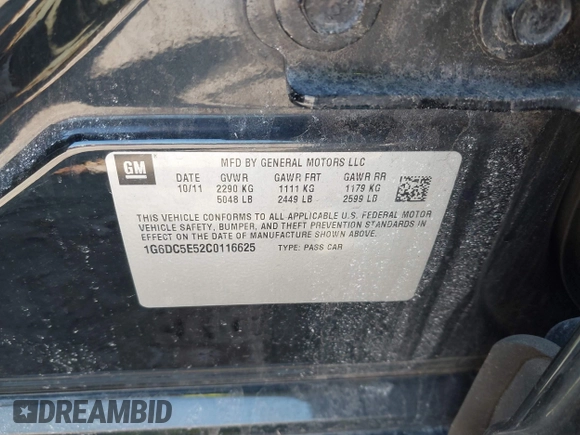 GM
MFD BY GENERAL MOTORS LLC
DATE GVWR GAWR FRT GAWR RR
10/11 2290 KG 1111 KG 1179 KG
5048 LB 2449 LB 2599 LB
THIS VEHICLE CONFORMS TO ALL APPLICABLE U.S. FEDERAL MOTOR
VEHICLE SAFETY, BUMPER, AND THEFT PREVENTION STANDARDS IN
EFFECT ON THE DATE OF MANUFACTURE SHOWN ABOVE.
1G6DC5E52C0116625 TYPE: PASS CAR
DREAMBID